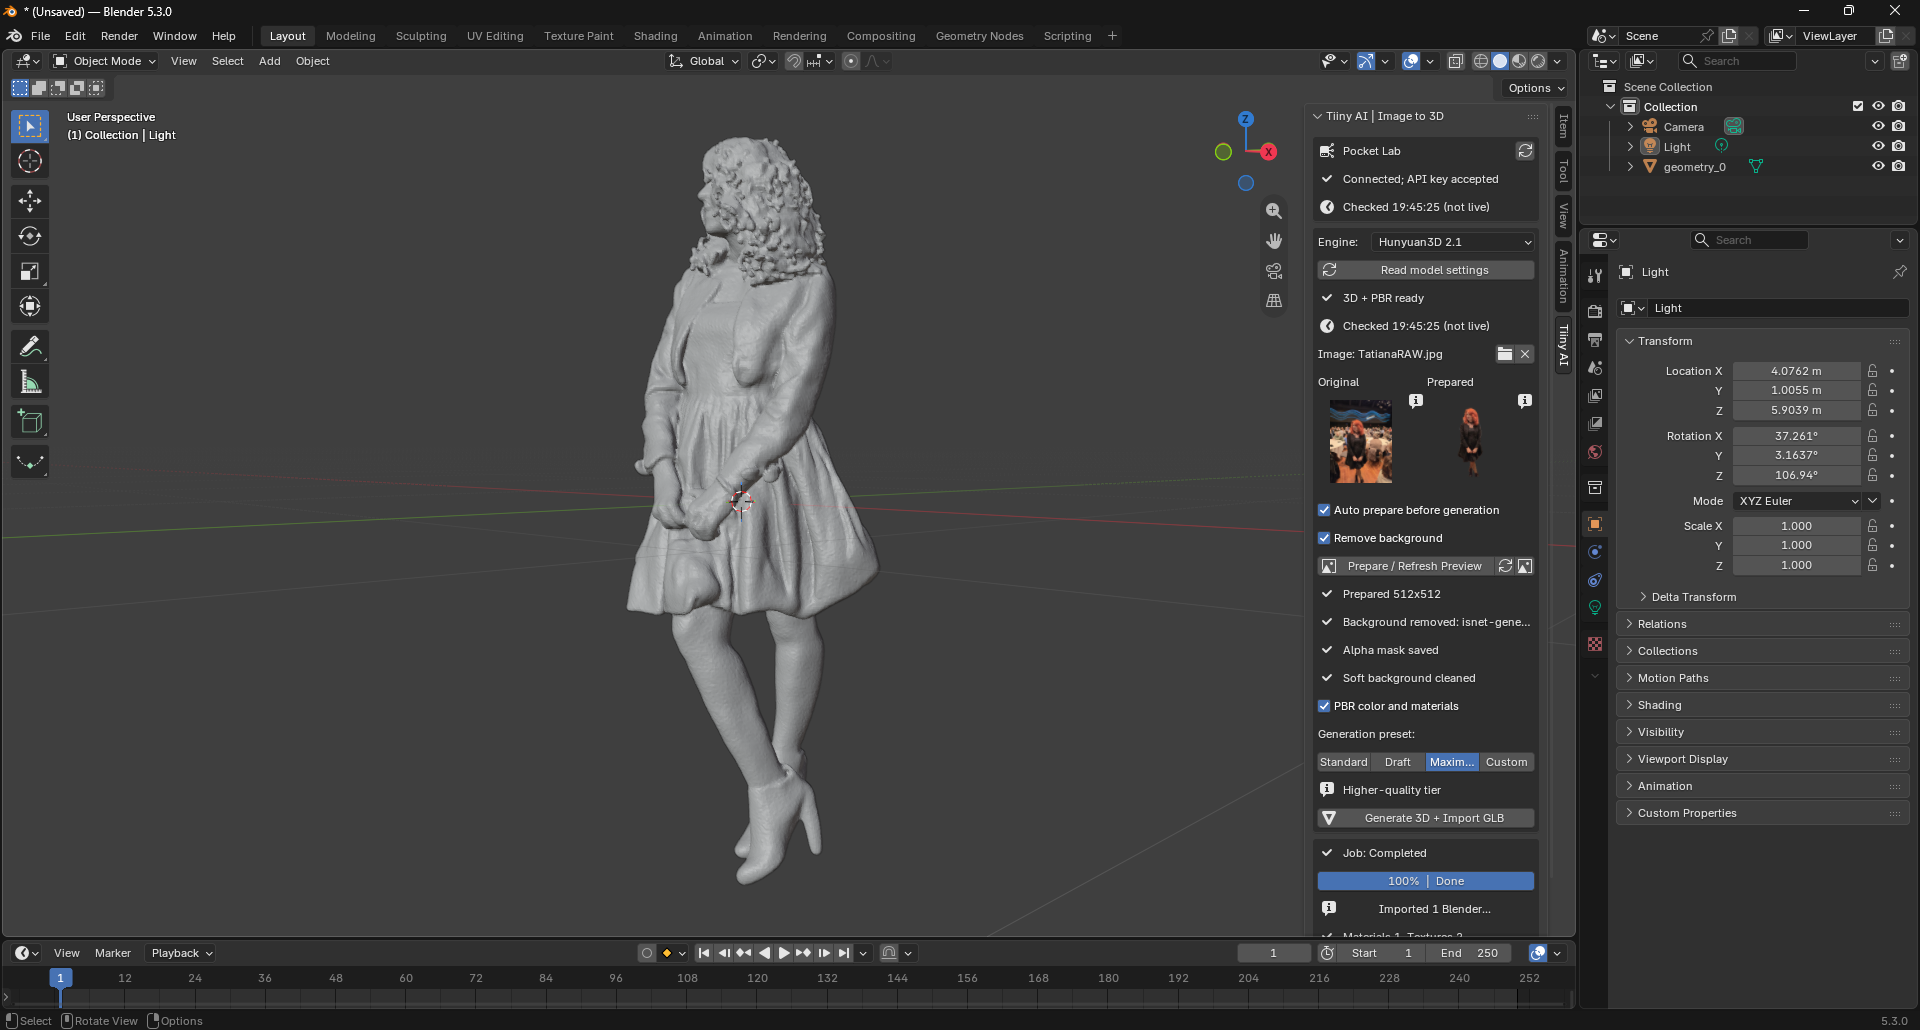 * (Unsaved) — Blender 5.3.0
File Edit Render Window Help
Layout Modeling Sculpting UV Editing Texture Paint Shading Animation Rendering Compositing Geometry Nodes Scripting +
Scene
ViewLayer
Object Mode View Select Add Object
Global
Search
Options
User Perspective
(1) Collection | Light
Z
X
Tiiny AI | Image to 3D
Pocket Lab
Connected; API key accepted
Checked 19:45:25 (not live)
Engine: Hunyuan3D 2.1
Read model settings
3D + PBR ready
Checked 19:45:25 (not live)
Image: TatianaRAW.jpg
Original Prepared
Auto prepare before generation
Remove background
Prepare / Refresh Preview
Prepared 512x512
Background removed: isnet-gene...
Alpha mask saved
Soft background cleaned
PBR color and materials
Generation preset:
Standard Draft Maxim... Custom
Higher-quality tier
Generate 3D + Import GLB
Job: Completed
100% | Done
Imported 1 Blender...
Item
Tool
View
Animation
Tiiny AI
Scene Collection
Collection
Camera
Light
geometry_0
Search
Light
Light
Transform
Location X 4.0762 m
Y 1.0055 m
Z 5.9039 m
Rotation X 37.261°
Y 3.1637°
Z 106.94°
Mode XYZ Euler
Scale X 1.000
Y 1.000
Z 1.000
Delta Transform
Relations
Collections
Motion Paths
Shading
Visibility
Viewport Display
Animation
Custom Properties
View Marker Playback
1 Start 1 End 250
1 12 24 36 48 60 72 84 96 108 120 132 144 156 168 180 192 204 216 228 240 252
Select Rotate View Options
5.3.0